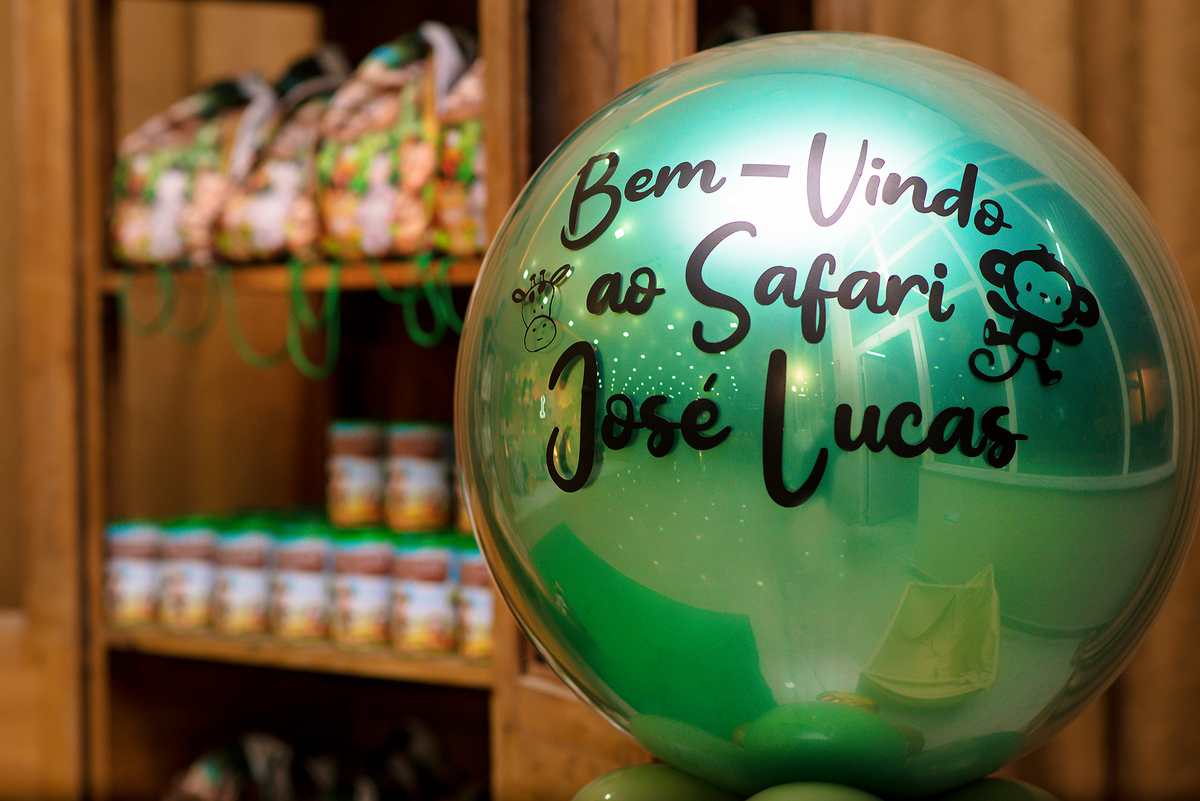 Bem-Vindo
ao Safari
José Lucas